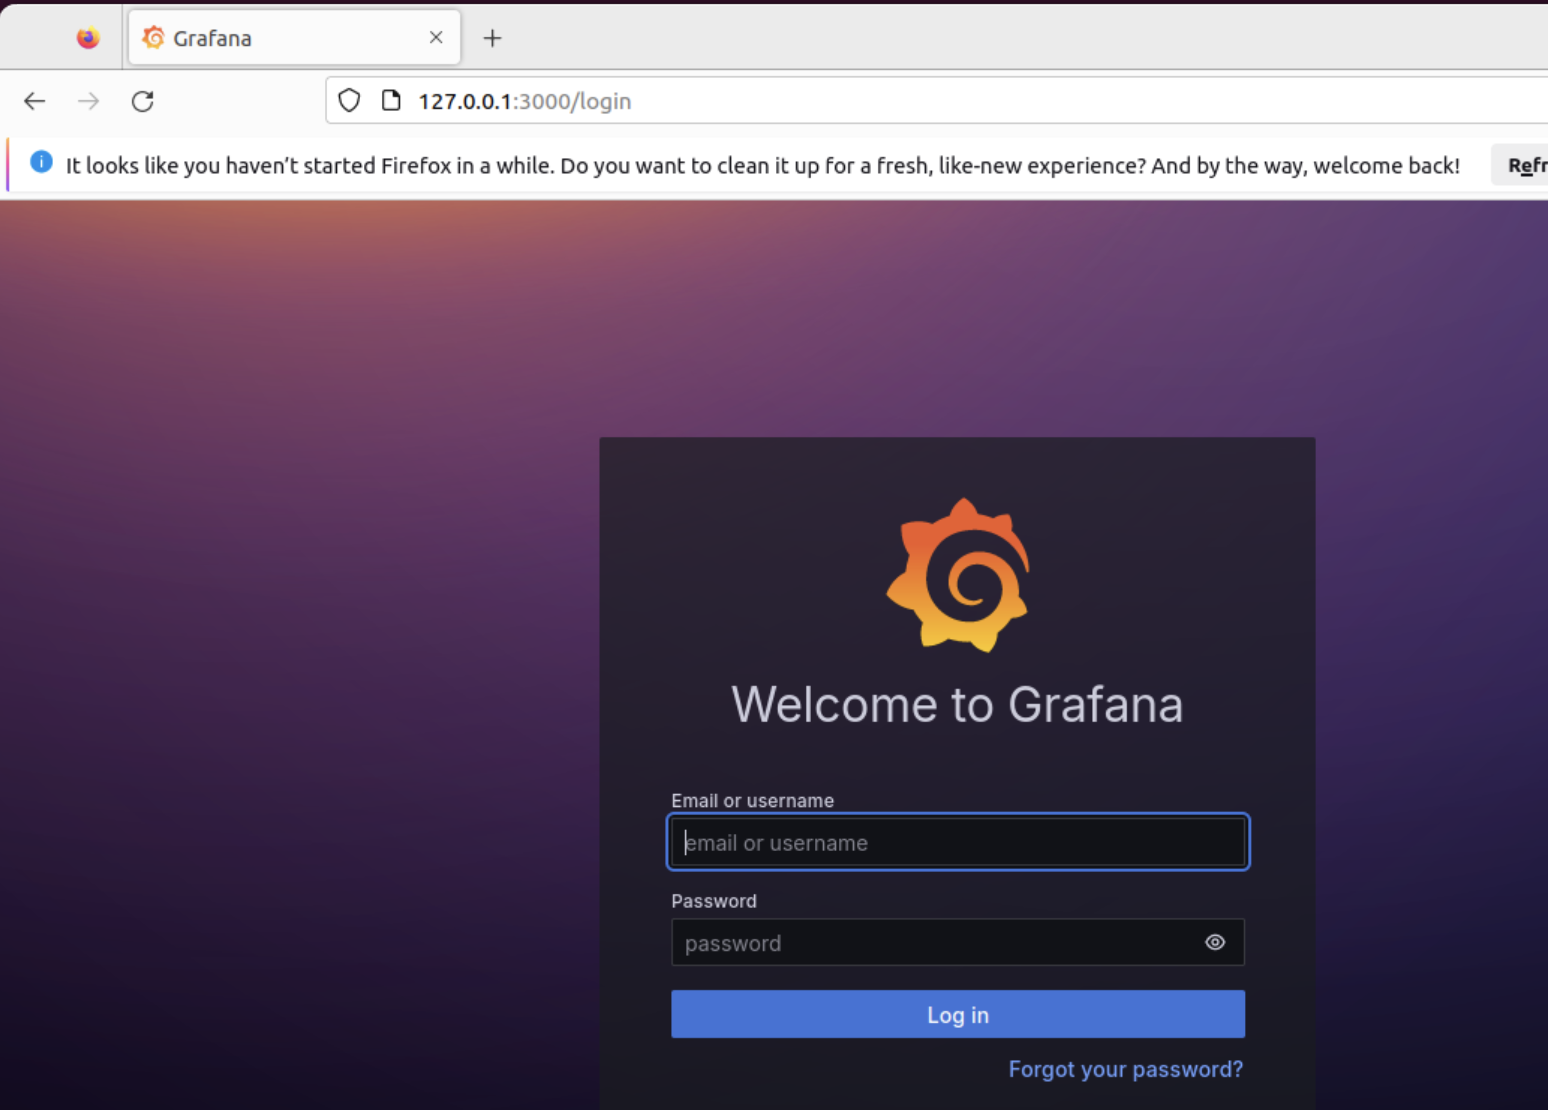 Grafana
127.0.0.1:3000/login
It looks like you haven't started Firefox in a while. Do you want to clean it up for a fresh, like-new experience? And by the way, welcome back!
Refr
Welcome to Grafana
Email or username
email or username
Password
password
Log in
Forgot your password?